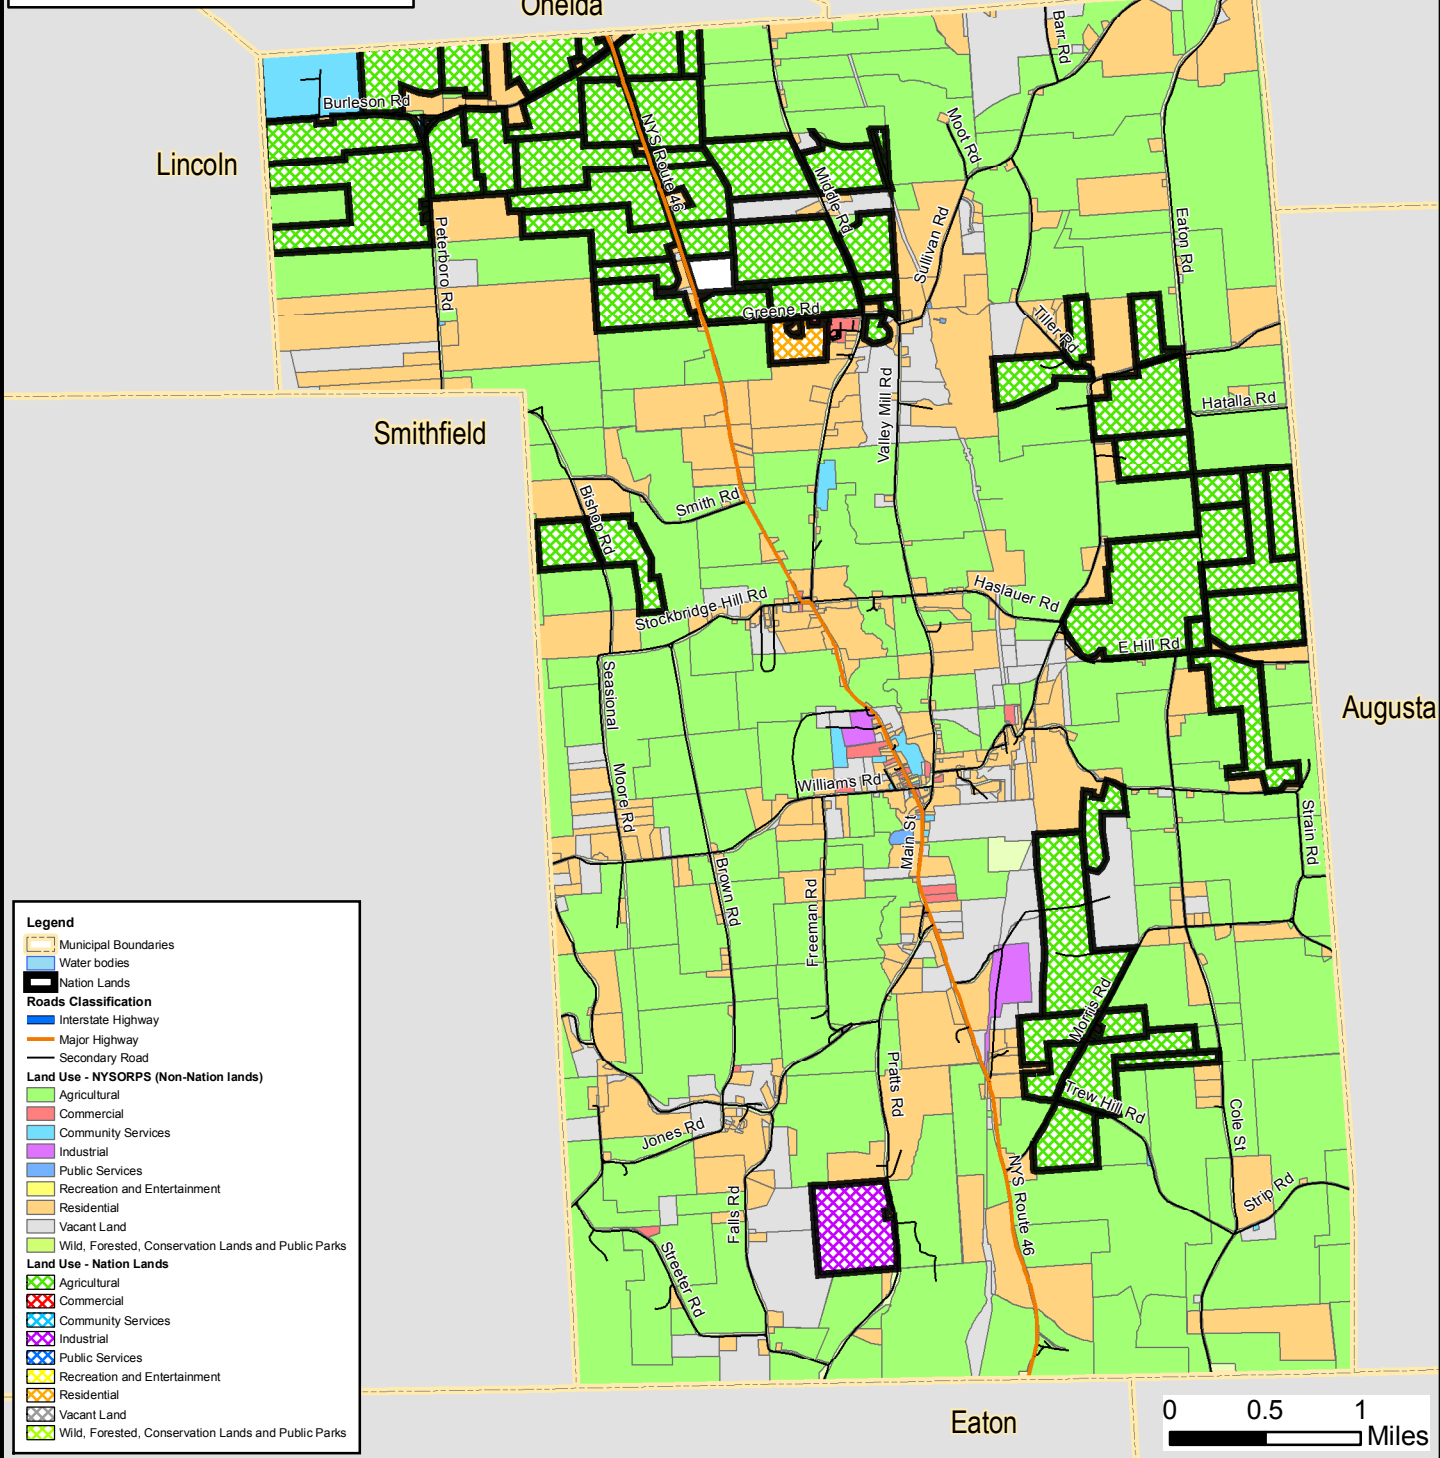 Oneida
Barr Rd
Burleson Rd
Lincoln
NYS Route 46
Moot Rd
Middle Rd
Peterboro Rd
Sullivan Rd
Eaton Rd
Greene Rd
Tiller Rd
Valley Mill Rd
Hatalla Rd
Smithfield
Smith Rd
Bishop Rd
Stockbridge Hill Rd
Haslauer Rd
E Hill Rd
Seasional
Augusta
Moore Rd
Williams Rd
Main St
Strain Rd
Brown Rd
Freeman Rd
Morris Rd
Pratts Rd
Trew Hill Rd
Cole St
Jones Rd
NYS Route 46
Strip Rd
Falls Rd
Streeter Rd
Eaton
Legend
Municipal Boundaries
Water bodies
Nation Lands
Roads Classification
Interstate Highway
Major Highway
Secondary Road
Land Use - NYSORPS (Non-Nation lands)
Agricultural
Commercial
Community Services
Industrial
Public Services
Recreation and Entertainment
Residential
Vacant Land
Wild, Forested, Conservation Lands and Public Parks
Land Use - Nation Lands
Agricultural
Commercial
Community Services
Industrial
Public Services
Recreation and Entertainment
Residential
Vacant Land
Wild, Forested, Conservation Lands and Public Parks
0 0.5 1
Miles